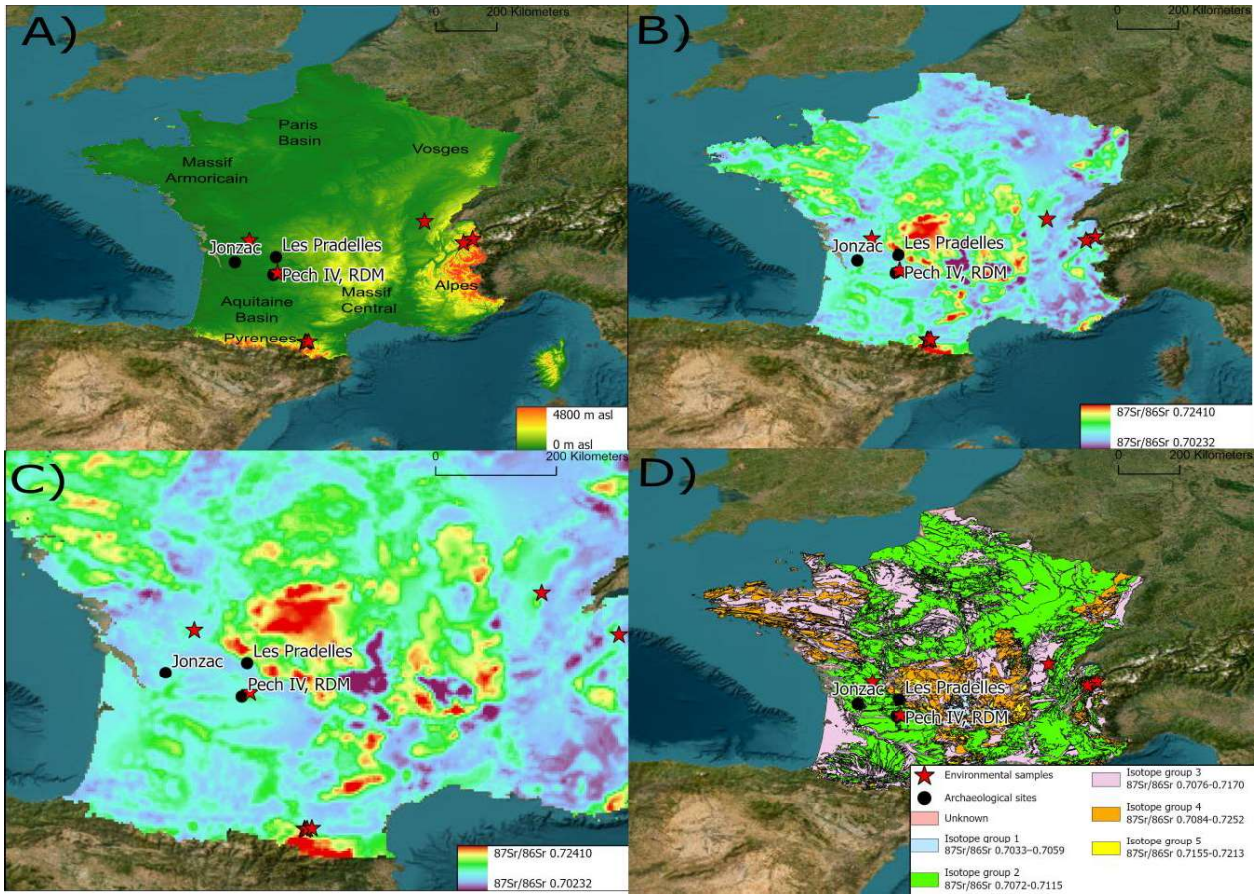 A)
200 Kilometers
Paris
Basin
Vosges
Massif
Armoricain
Jonzac
Les Pradelles
Pech IV, RDM
Alpes
Massif
Central
Aquitaine
Basin
Pyrenees
4800 m asl
0 m asl
B)
200 Kilometers
Jonzac
Les Pradelles
Pech IV, RDM
87Sr/86Sr 0.72410
87Sr/86Sr 0.70232
C)
0
200 Kilometers
Jonzac
Les Pradelles
Pech IV, RDM
87Sr/86Sr 0.72410
87Sr/86Sr 0.70232
D)
0
200 Kilometers
Jonzac
Les Pradelles
Pech IV, RDM
Environmental samples
Archaeological sites
Unknown
Isotope group 1
87Sr/86Sr 0.7033-0.7059
Isotope group 2
87Sr/86Sr 0.7072-0.7115
Isotope group 3
87Sr/86Sr 0.7076-0.7170
Isotope group 4
87Sr/86Sr 0.7084-0.7252
Isotope group 5
87Sr/86Sr 0.7155-0.7213